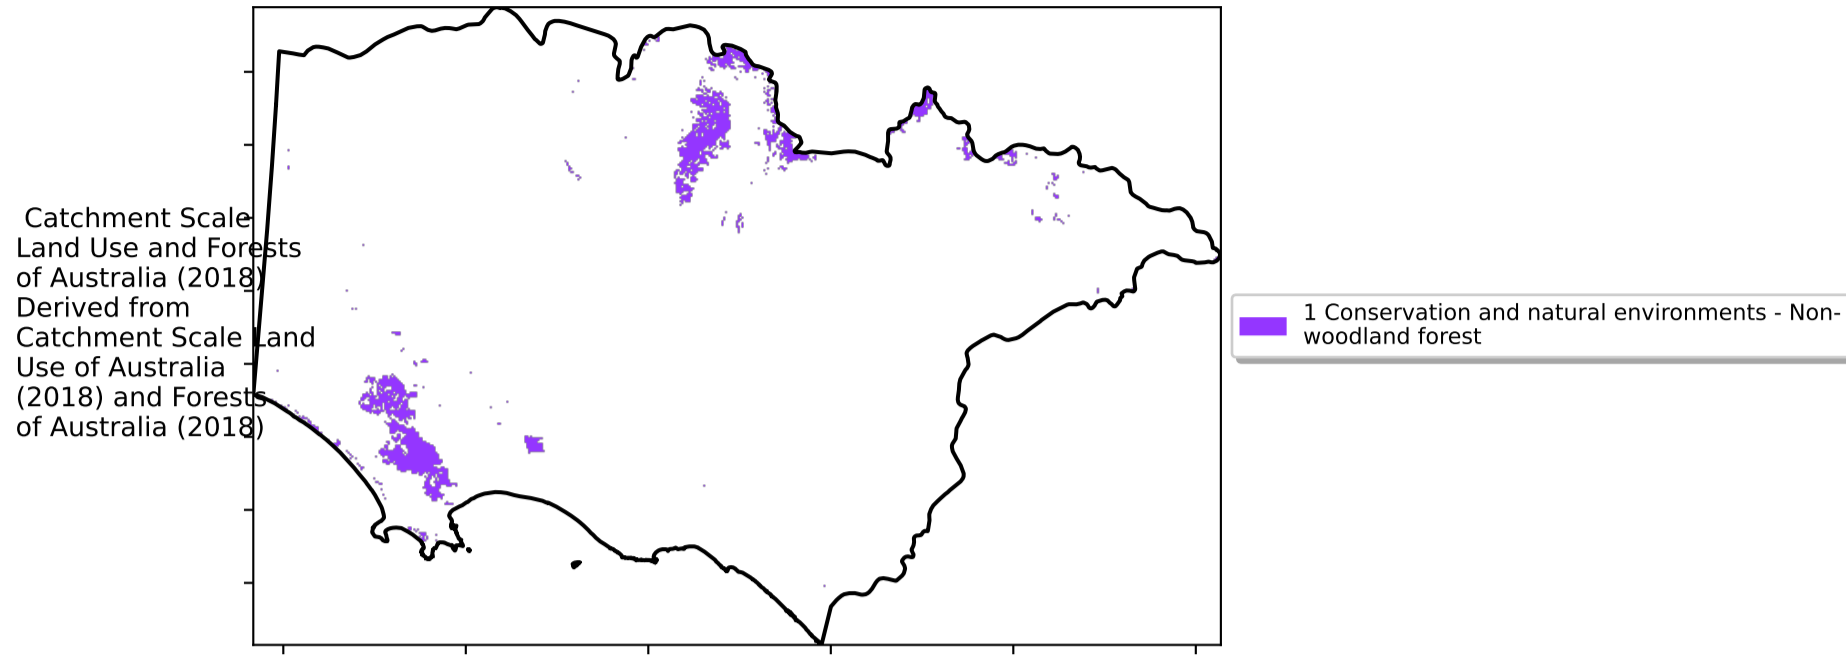 Catchment Scale
Land Use and Forests
of Australia (2018)
Derived from
Catchment Scale Land
Use of Australia
(2018) and Forests
of Australia (2018)
1 Conservation and natural environments - Non-
woodland forest